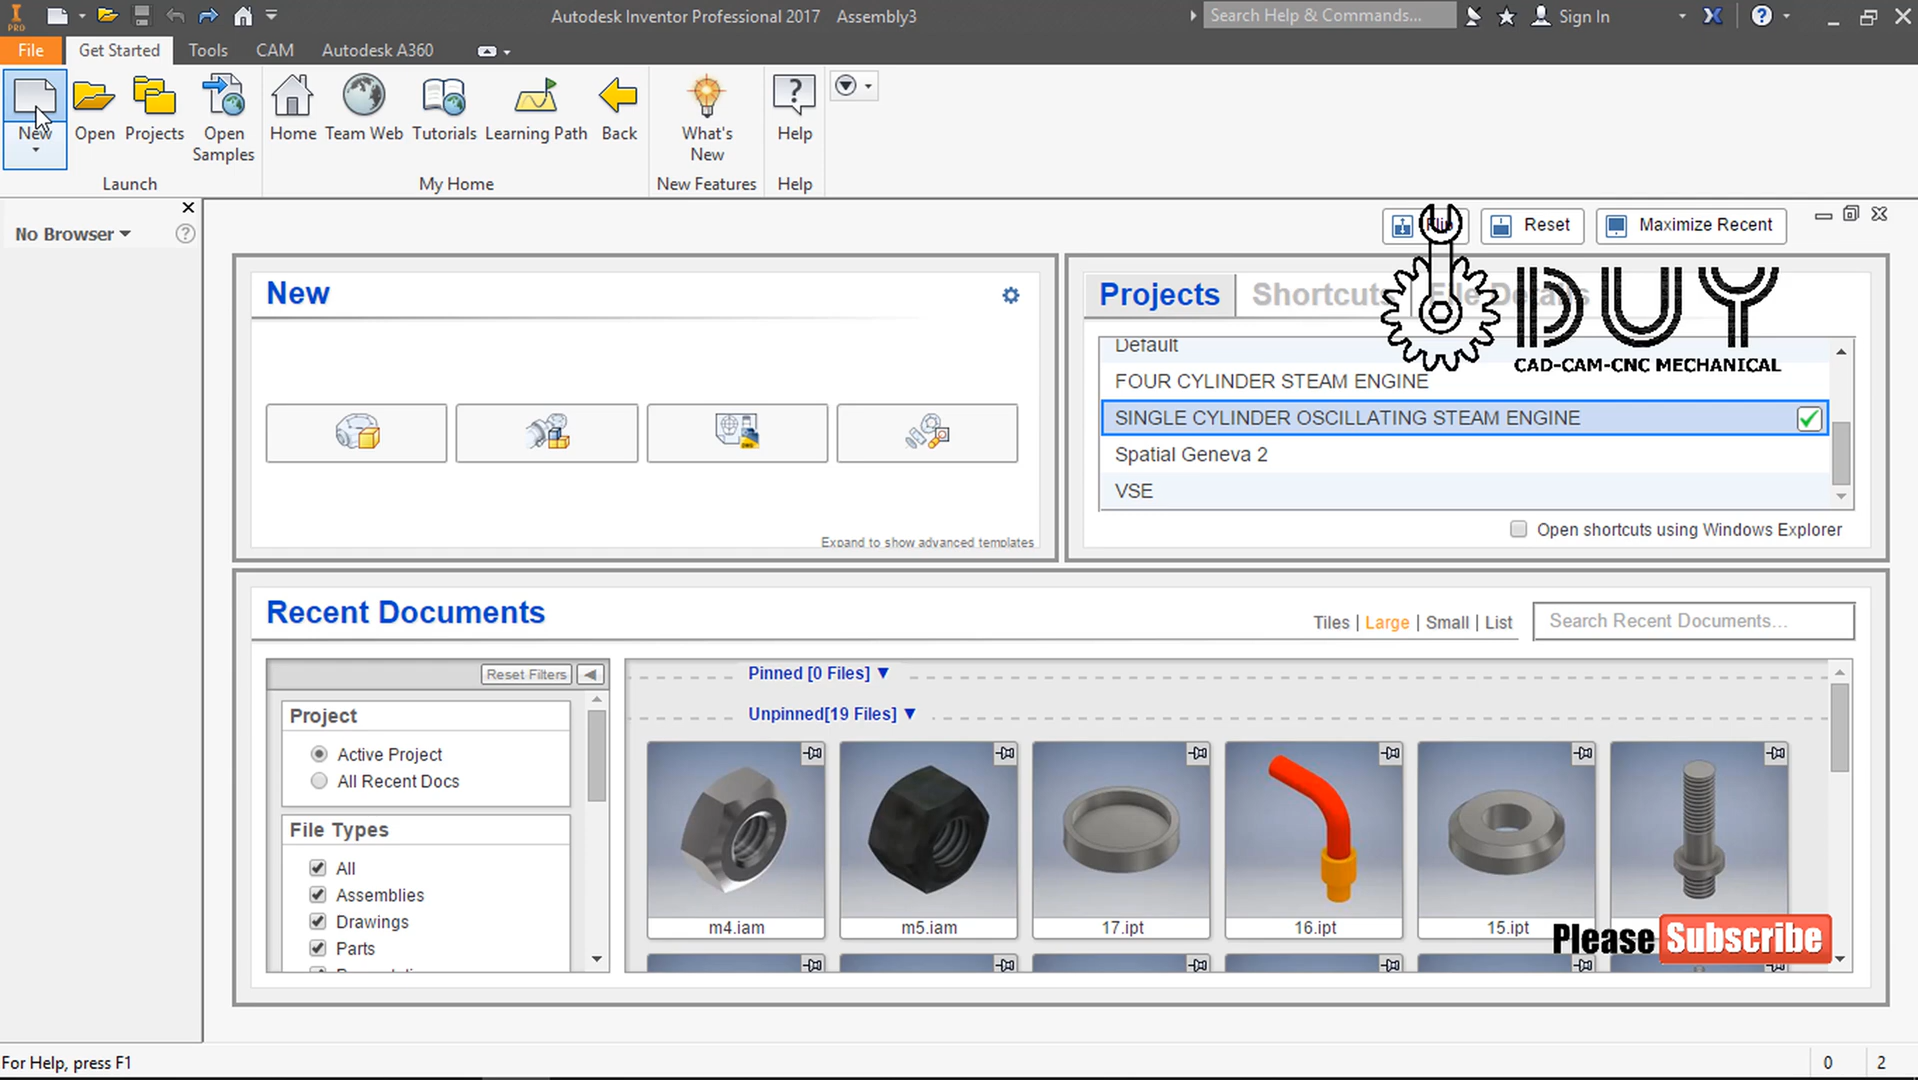 Autodesk Inventor Professional 2017 Assembly3
Search Help & Commands...
Sign In
PRO
File
Get Started
Tools
CAM
Autodesk A360
New
Open
Projects
Open Samples
Home
Team Web
Tutorials
Learning Path
Back
What's New
Help
Launch
My Home
New Features
Help
No Browser
Flip
Reset
Maximize Recent
New
Expand to show advanced templates
Projects
Shortcuts
File Details
DUY
CAD-CAM-CNC MECHANICAL
Default
FOUR CYLINDER STEAM ENGINE
SINGLE CYLINDER OSCILLATING STEAM ENGINE
Spatial Geneva 2
VSE
Open shortcuts using Windows Explorer
Recent Documents
Tiles | Large | Small | List
Search Recent Documents...
Reset Filters
Project
Active Project
All Recent Docs
File Types
All
Assemblies
Drawings
Parts
Pinned [0 Files]
Unpinned[19 Files]
m4.iam
m5.iam
17.ipt
16.ipt
15.ipt
Please Subscribe
For Help, press F1
0
2